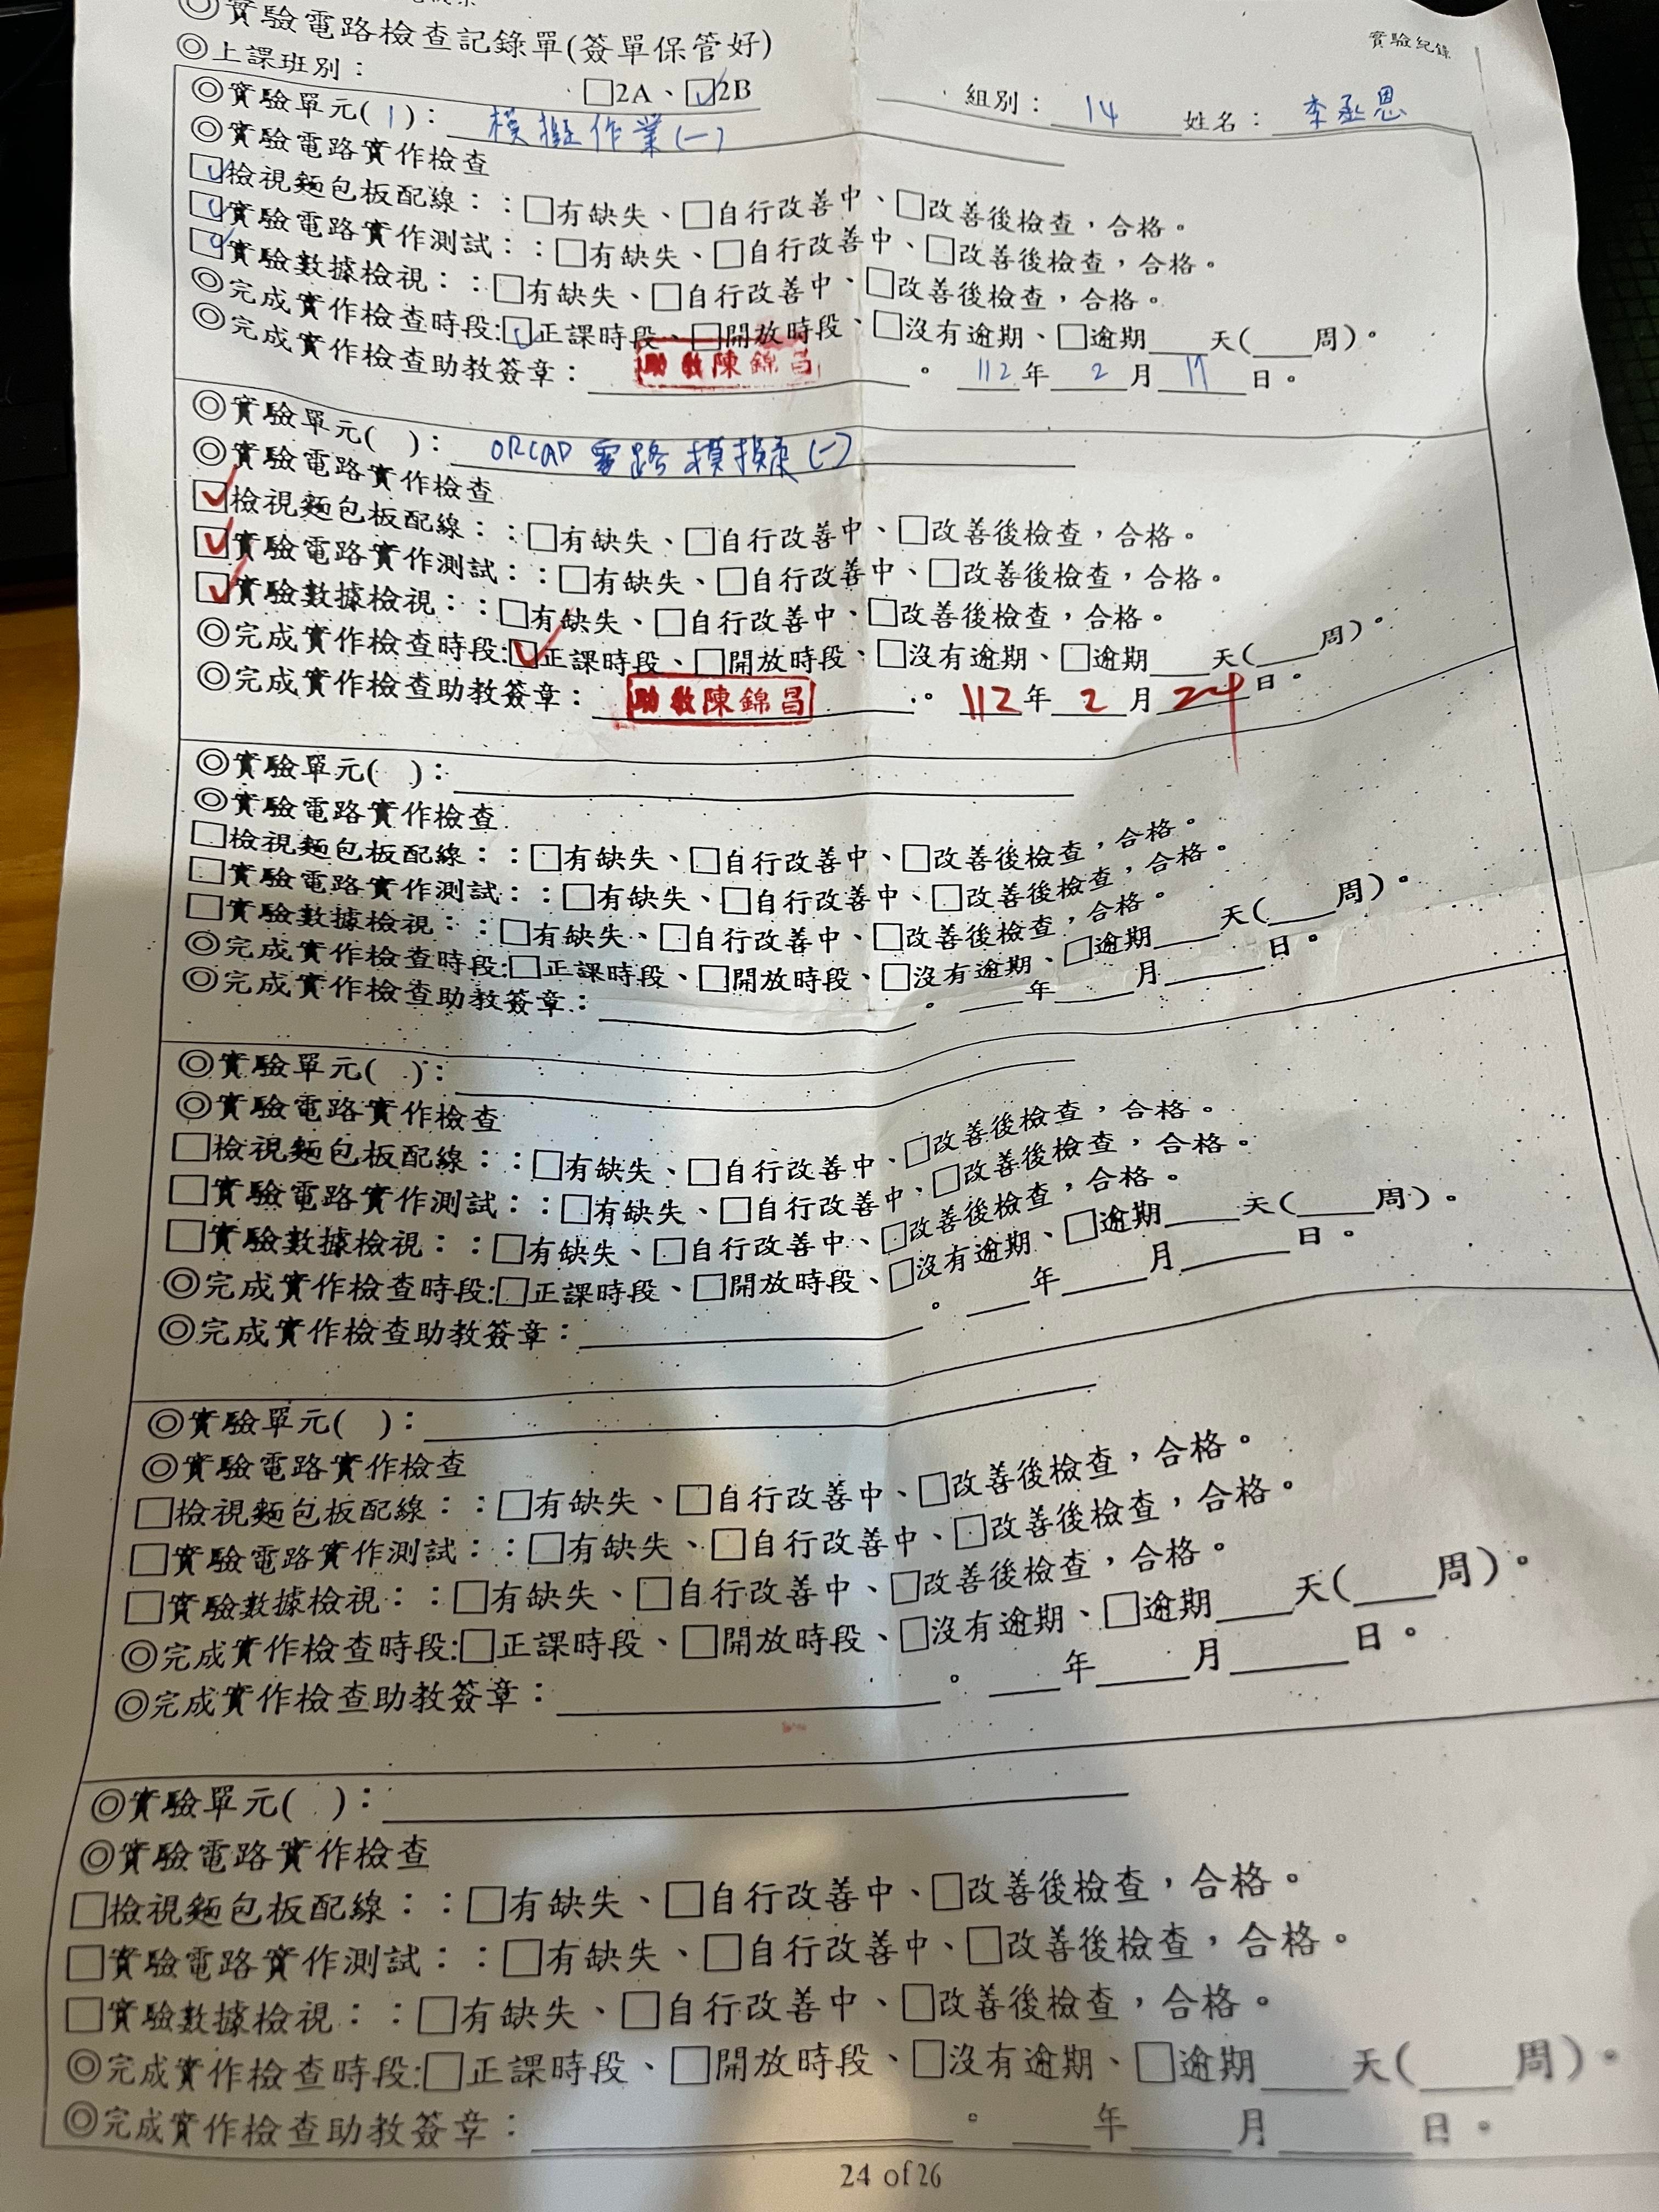 實驗紀錄
◎實驗電路檢查記錄單(簽單保管好)
◎上課班別： □2A、☑2B 組別： 14 姓名： 李丞恩
◎實驗單元( 1 )： 模擬作業(一)
◎實驗電路實作檢查
☑檢視麵包板配線：：□有缺失、□自行改善中、□改善後檢查，合格。
☑實驗電路實作測試：：□有缺失、□自行改善中、□改善後檢查，合格。
☑實驗數據檢視：：□有缺失、□自行改善中、□改善後檢查，合格。
◎完成實作檢查時段:☑正課時段、□開放時段、□沒有逾期、□逾期____天(____周)。
◎完成實作檢查助教簽章： 助教陳錦昌 。 112 年 2 月 17 日。
◎實驗單元( )： ORCAD 電路模擬(一)
◎實驗電路實作檢查
☑檢視麵包板配線：：□有缺失、□自行改善中、□改善後檢查，合格。
☑實驗電路實作測試：：□有缺失、□自行改善中、□改善後檢查，合格。
☑實驗數據檢視：：□有缺失、□自行改善中、□改善後檢查，合格。
◎完成實作檢查時段:☑正課時段、□開放時段、□沒有逾期、□逾期____天(____周)。
◎完成實作檢查助教簽章： 助教陳錦昌 。 112 年 2 月 24 日。
◎實驗單元( )：____
◎實驗電路實作檢查
□檢視麵包板配線：：□有缺失、□自行改善中、□改善後檢查，合格。
□實驗電路實作測試：：□有缺失、□自行改善中、□改善後檢查，合格。
□實驗數據檢視：：□有缺失、□自行改善中、□改善後檢查，合格。
◎完成實作檢查時段:□正課時段、□開放時段、□沒有逾期、□逾期____天(____周)。
◎完成實作檢查助教簽章：____。____年____月____日。
◎實驗單元( )：____
◎實驗電路實作檢查
□檢視麵包板配線：：□有缺失、□自行改善中、□改善後檢查，合格。
□實驗電路實作測試：：□有缺失、□自行改善中、□改善後檢查，合格。
□實驗數據檢視：：□有缺失、□自行改善中、□改善後檢查，合格。
◎完成實作檢查時段:□正課時段、□開放時段、□沒有逾期、□逾期____天(____周)。
◎完成實作檢查助教簽章：____。____年____月____日。
◎實驗單元( )：____
◎實驗電路實作檢查
□檢視麵包板配線：：□有缺失、□自行改善中、□改善後檢查，合格。
□實驗電路實作測試：：□有缺失、□自行改善中、□改善後檢查，合格。
□實驗數據檢視：：□有缺失、□自行改善中、□改善後檢查，合格。
◎完成實作檢查時段:□正課時段、□開放時段、□沒有逾期、□逾期____天(____周)。
◎完成實作檢查助教簽章：____。____年____月____日。
◎實驗單元( )：____
◎實驗電路實作檢查
□檢視麵包板配線：：□有缺失、□自行改善中、□改善後檢查，合格。
□實驗電路實作測試：：□有缺失、□自行改善中、□改善後檢查，合格。
□實驗數據檢視：：□有缺失、□自行改善中、□改善後檢查，合格。
◎完成實作檢查時段:□正課時段、□開放時段、□沒有逾期、□逾期____天(____周)。
◎完成實作檢查助教簽章：____。____年____月____日。
24 of 26